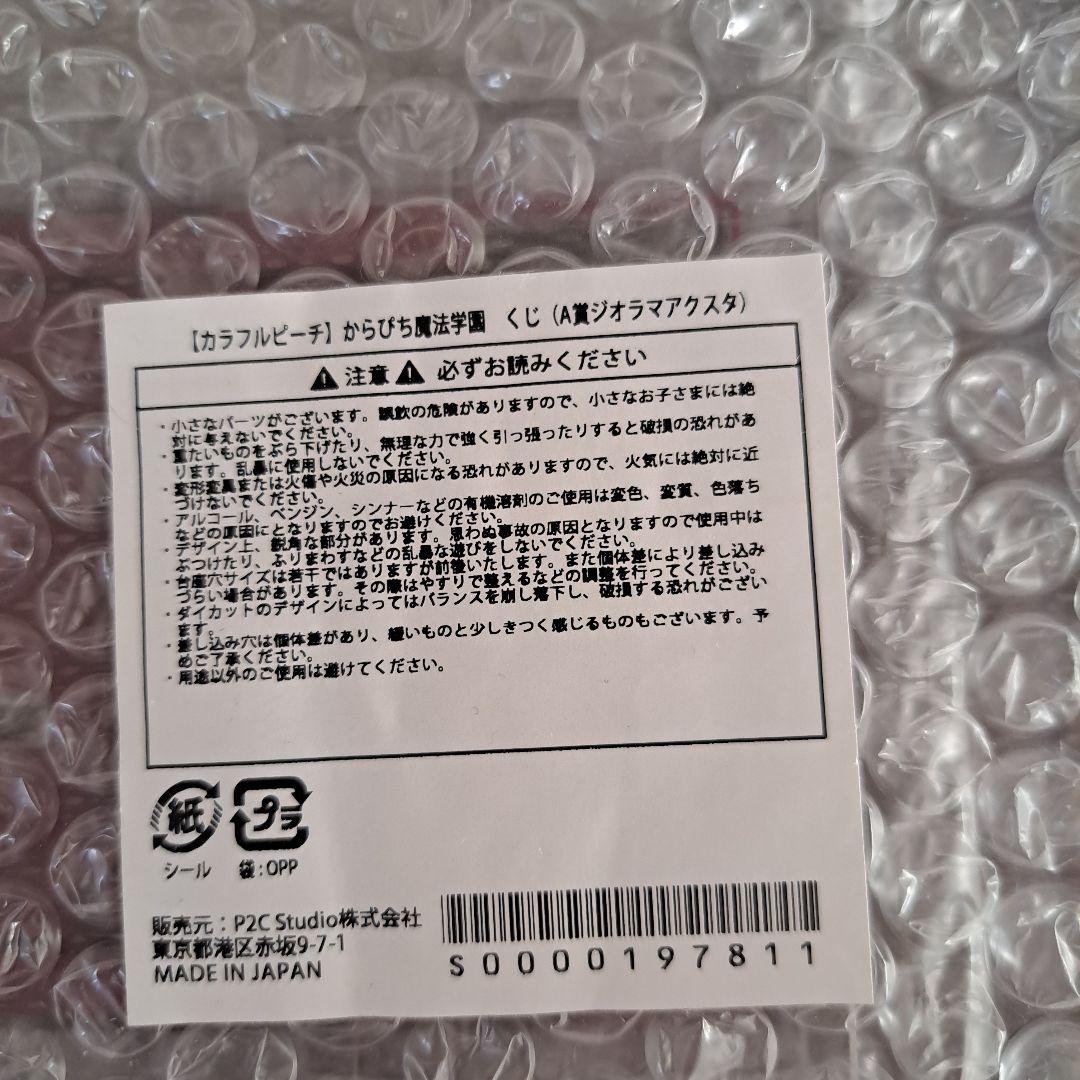 【カラフルピーチ】からぴち魔法学園　くじ（A賞ジオラマアクスタ）
⚠ 注意 ⚠ 必ずお読みください
・小さなパーツがございます。誤飲の危険がありますので、小さなお子さまには絶
対に与えないでください。
・重たいものをぶら下げたり、無理な力で強く引っ張ったりすると破損の恐れがあ
ります。乱暴に使用しないでください。
・変形変臭または火傷や火災の原因になる恐れがありますので、火気には絶対に近
づけないでください。
・アルコール、ベンジン、シンナーなどの有機溶剤のご使用は変色、変質、色落ち
などの原因にとなりますのでお避けください。
・デザイン上、鋭角な部分があります。思わぬ事故の原因となりますので使用中は
ぶつけたり、ふりまわすなどの乱暴な遊びをしないでください。
・台座穴サイズは若干ではありますが前後いたします。また個体差により差し込み
づらい場合があります。その際はやすりで整えるなどの調整を行ってください。
・ダイカットのデザインによってはバランスを崩し落下し、破損する恐れがござい
ます。
・差し込み穴は個体差があり、緩いものと少しきつく感じるものもございます。予
めご了承ください。
・用途以外のご使用は避けてください。
紙 プラ
シール 袋：OPP
販売元：P2C Studio株式会社
東京都港区赤坂9-7-1
MADE IN JAPAN
S0000197811